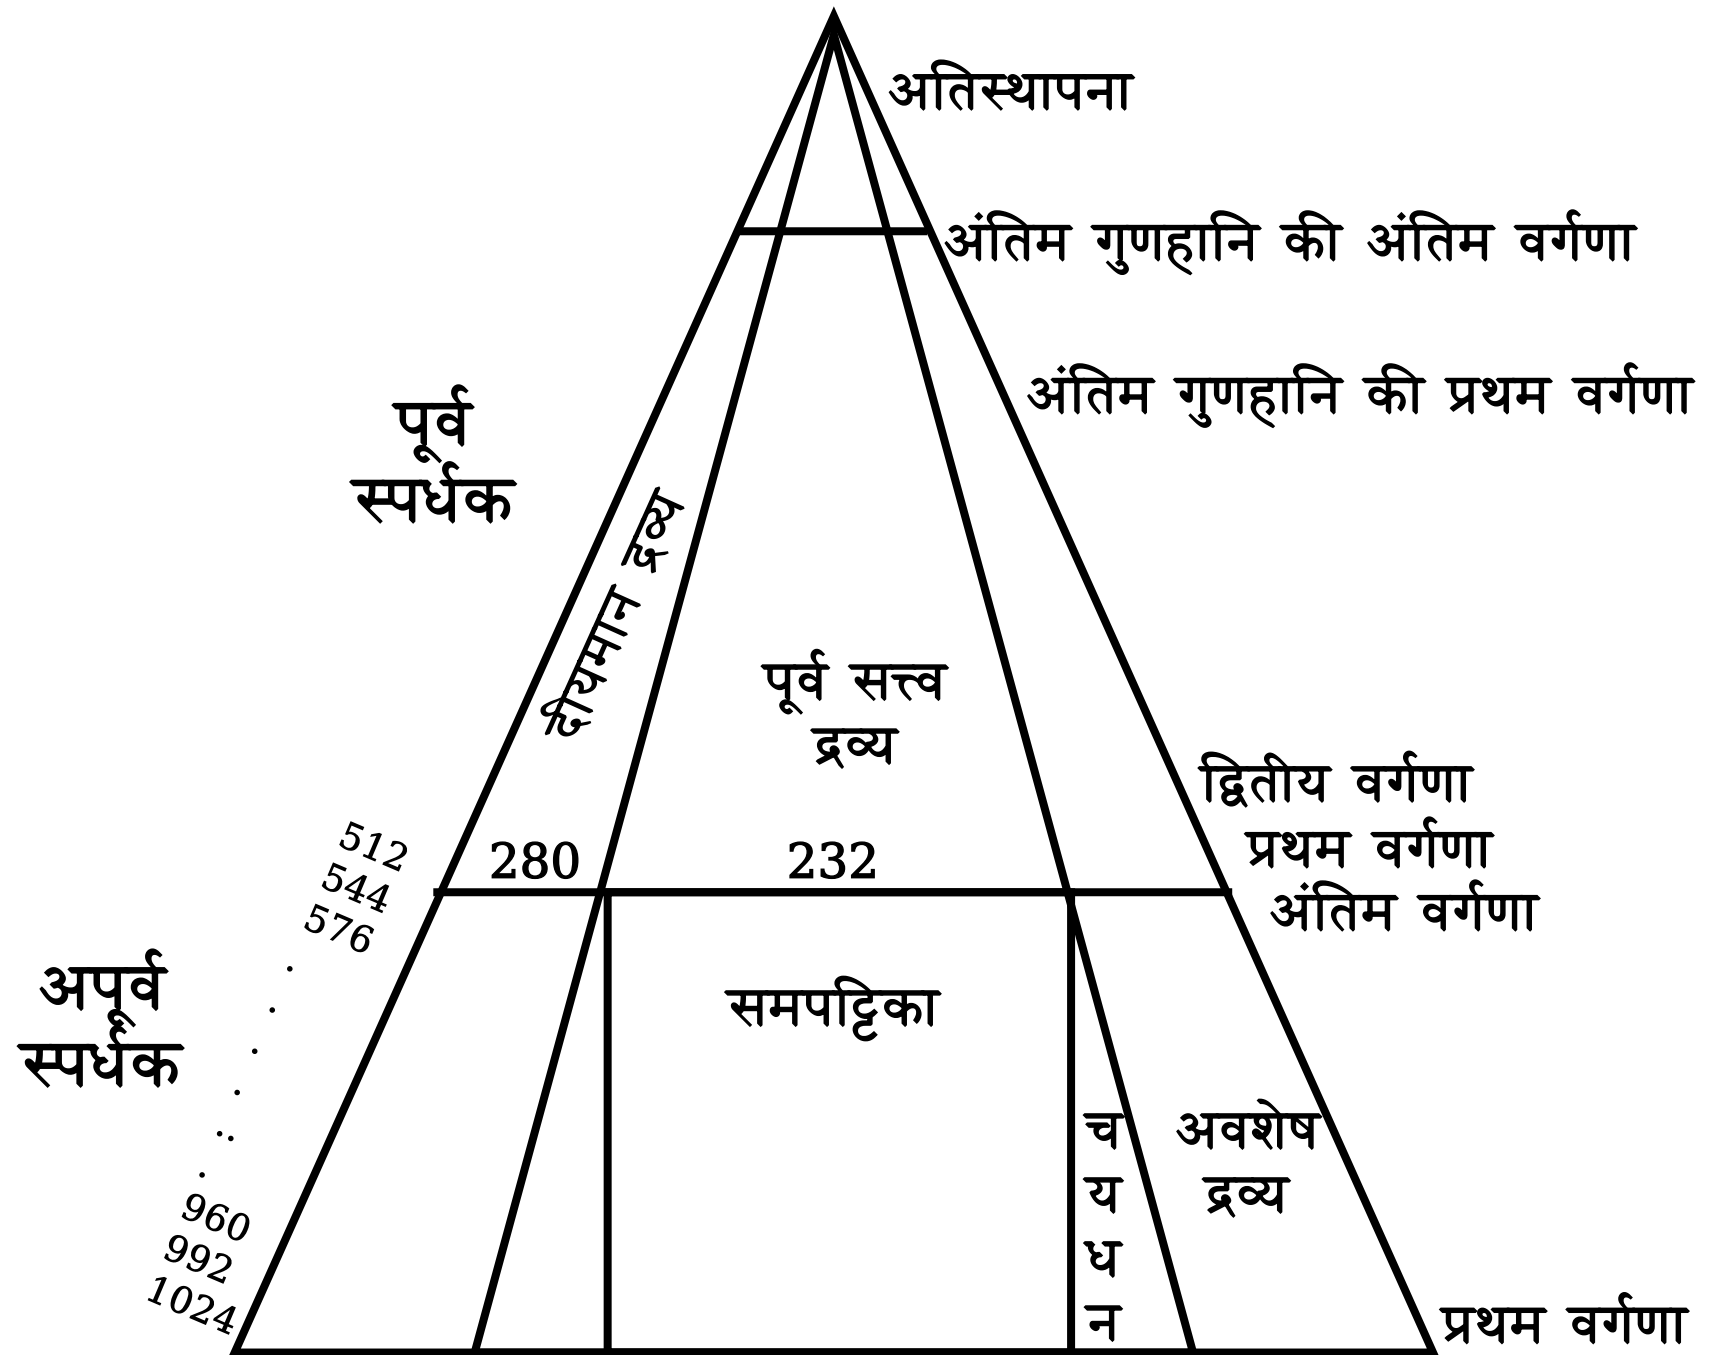 अतिस्थापना
अंतिम गुणहानि की अंतिम वर्गणा
अंतिम गुणहानि की प्रथम वर्गणा
पूर्व
स्पर्धक
दीयमान द्रव्य
पूर्व सत्त्व
द्रव्य
द्वितीय वर्गणा
प्रथम वर्गणा
अंतिम वर्गणा
280
232
512
544
576
अपूर्व
स्पर्धक
समपट्टिका
च
य
ध
न
अवशेष
द्रव्य
960
992
1024
प्रथम वर्गणा